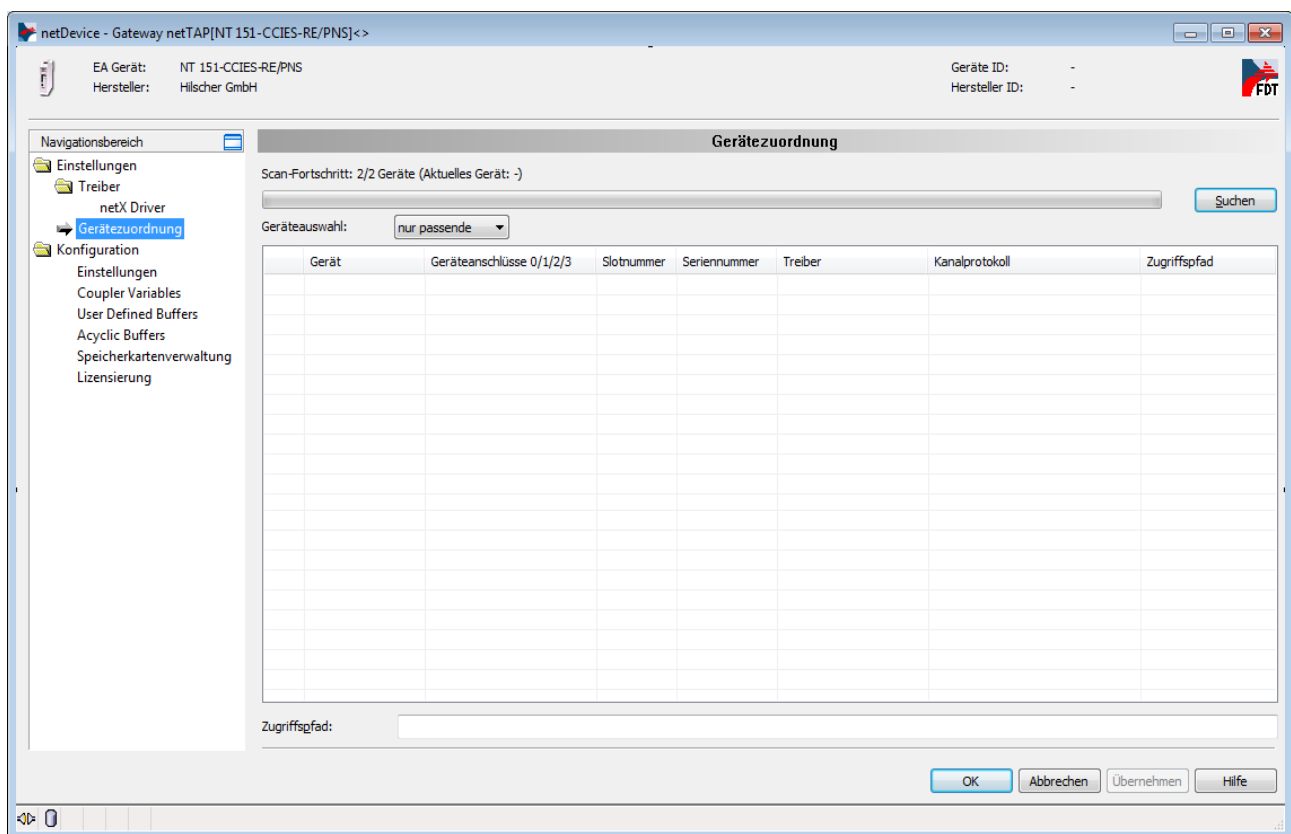 netDevice - Gateway netTAP[NT 151-CCIES-RE/PNS]<>
EA Gerät: NT 151-CCIES-RE/PNS Geräte ID: -
Hersteller: Hilscher GmbH Hersteller ID: -
FDT
Navigationsbereich
Einstellungen
Treiber
netX Driver
Gerätezuordnung
Konfiguration
Einstellungen
Coupler Variables
User Defined Buffers
Acyclic Buffers
Speicherkartenverwaltung
Lizensierung
Gerätezuordnung
Scan-Fortschritt: 2/2 Geräte (Aktuelles Gerät: -)
Suchen
Geräteauswahl: nur passende
Gerät Geräteanschlüsse 0/1/2/3 Slotnummer Seriennummer Treiber Kanalprotokoll Zugriffspfad
Zugriffspfad:
OK Abbrechen Übernehmen Hilfe